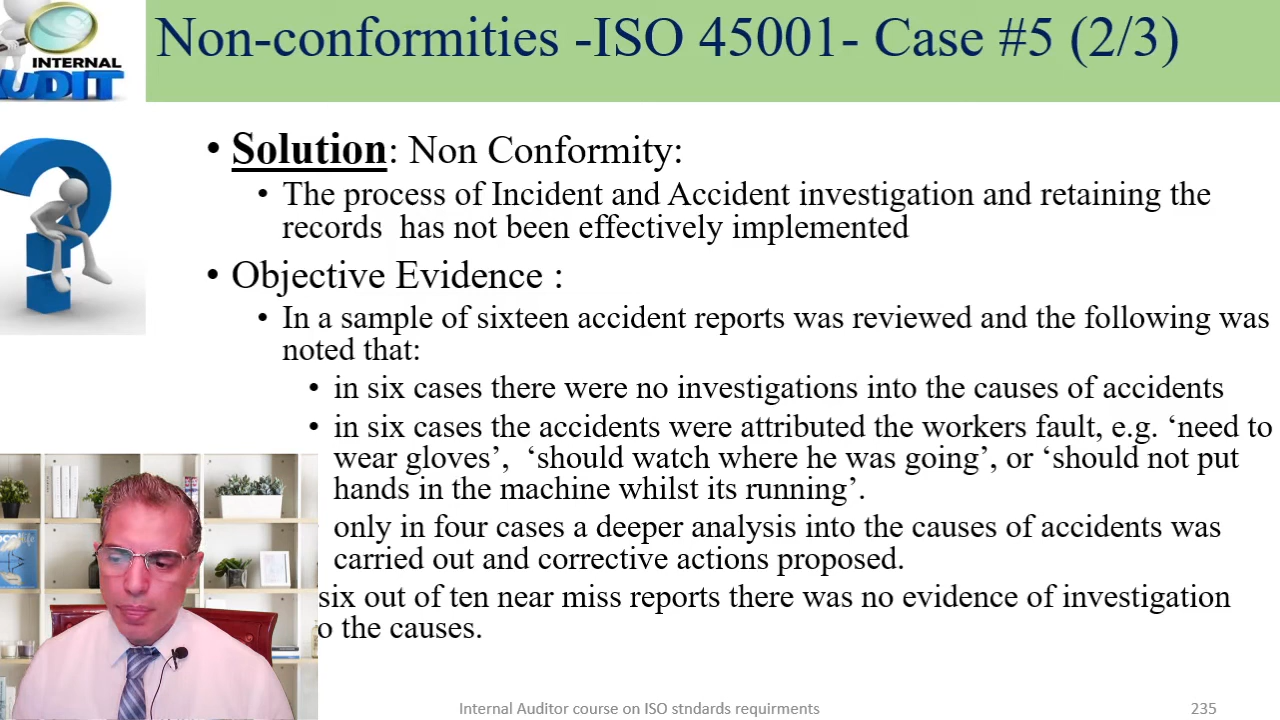 Non-conformities -ISO 45001- Case #5 (2/3)
INTERNAL
AUDIT
• Solution: Non Conformity:
• The process of Incident and Accident investigation and retaining the
records has not been effectively implemented
• Objective Evidence :
• In a sample of sixteen accident reports was reviewed and the following was
noted that:
• in six cases there were no investigations into the causes of accidents
• in six cases the accidents were attributed the workers fault, e.g. ‘need to
wear gloves’, ‘should watch where he was going’, or ‘should not put
hands in the machine whilst its running’.
only in four cases a deeper analysis into the causes of accidents was
carried out and corrective actions proposed.
six out of ten near miss reports there was no evidence of investigation
o the causes.
Internal Auditor course on ISO stndards requirments
235